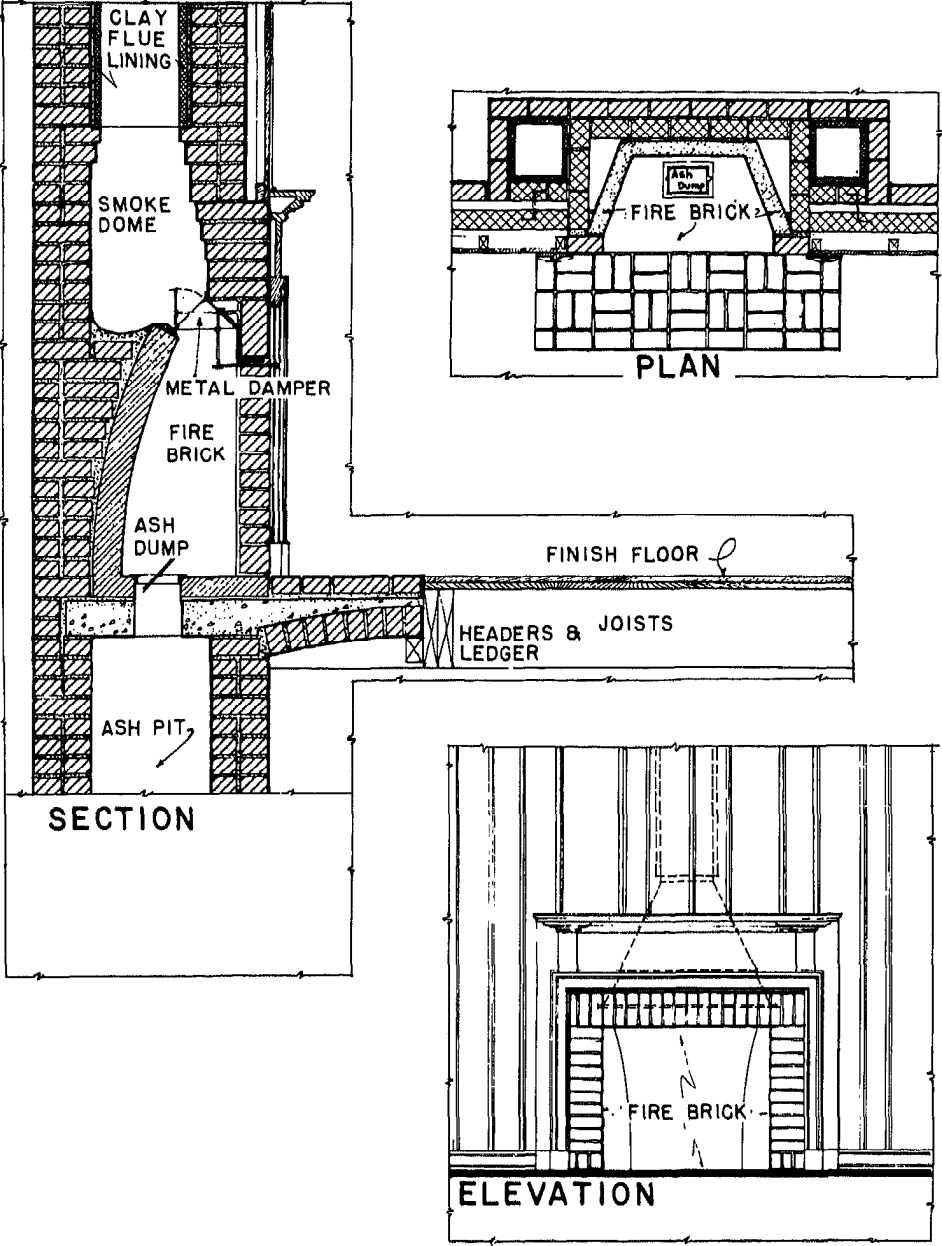 CLAY
FLUE
LINING
SMOKE
DOME
METAL DAMPER
FIRE
BRICK
ASH
DUMP
FINISH FLOOR
HEADERS &
LEDGER
JOISTS
ASH PIT
SECTION
Ash
Dump
FIRE BRICK
PLAN
FIRE BRICK
ELEVATION